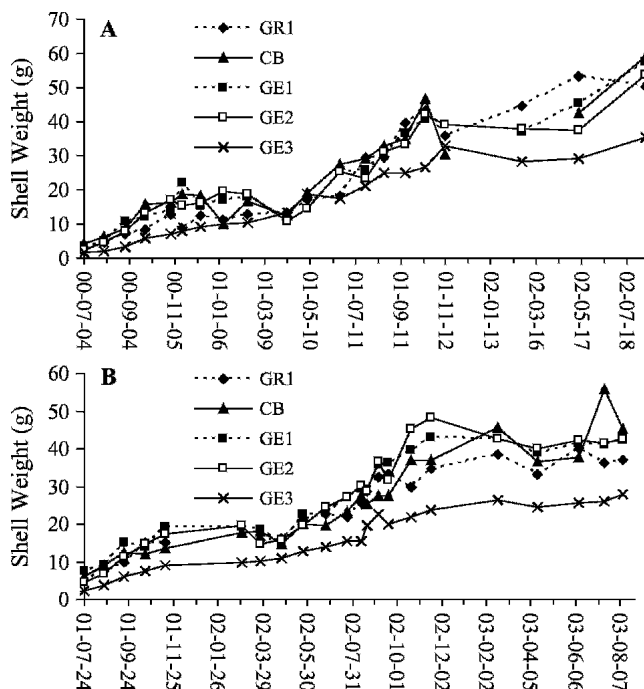 A
Shell Weight (g)
70
60
50
40
30
20
10
0
GR1
CB
GE1
GE2
GE3
00-07-04
00-09-04
00-11-05
01-01-06
01-03-09
01-05-10
01-07-11
01-09-11
01-11-12
02-01-13
02-03-16
02-05-17
02-07-18
B
Shell Weight (g)
60
50
40
30
20
10
0
GR1
CB
GE1
GE2
GE3
01-07-24
01-09-24
01-11-25
01-01-26
02-03-29
02-05-30
02-07-31
02-10-01
02-12-02
03-02-02
03-04-05
03-06-06
03-08-07